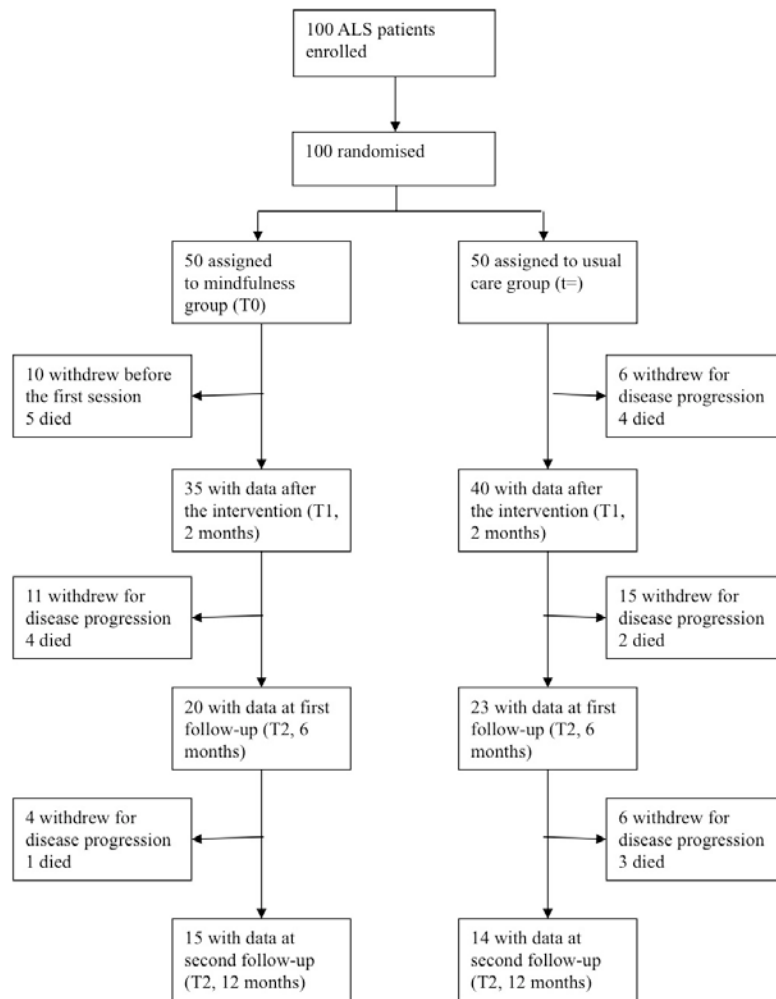 100 ALS patients
enrolled
100 randomised
50 assigned
to mindfulness
group (T0)
50 assigned to usual
care group (t=)
10 withdrew before
the first session
5 died
6 withdrew for
disease progression
4 died
35 with data after
the intervention (T1,
2 months)
40 with data after
the intervention (T1,
2 months)
11 withdrew for
disease progression
4 died
15 withdrew for
disease progression
2 died
20 with data at first
follow-up (T2, 6
months)
23 with data at first
follow-up (T2, 6
months)
4 withdrew for
disease progression
1 died
6 withdrew for
disease progression
3 died
15 with data at
second follow-up
(T2, 12 months)
14 with data at
second follow-up
(T2, 12 months)